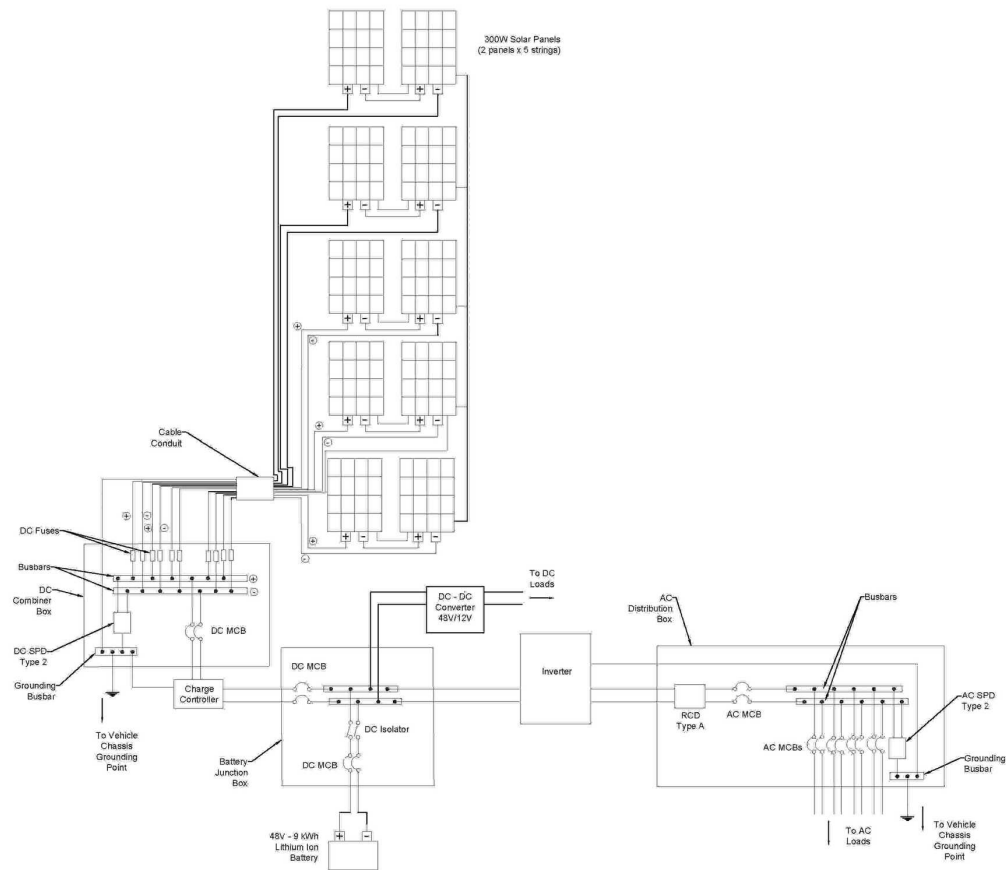 300W Solar Panels
(2 panels x 5 strings)
+
-
+
-
+
-
+
-
+
-
+
-
+
-
+
-
+
-
+
-
+
-
+
-
+
-
Cable
Conduit
+
-
+
-
DC Fuses
Busbars
+
-
DC
Combiner
Box
DC SPD
Type 2
Grounding
Busbar
DC MCB
Charge
Controller
To Vehicle
Chassis
Grounding
Point
DC - DC
Converter
48V/12V
To DC
Loads
DC MCB
DC Isolator
DC MCB
Battery
Junction
Box
48V - 9 kWh
Lithium Ion
Battery
+
-
Inverter
AC
Distribution
Box
Busbars
RCD
Type A
AC MCB
AC MCBs
AC SPD
Type 2
Grounding
Busbar
To AC
Loads
To Vehicle
Chassis
Grounding
Point